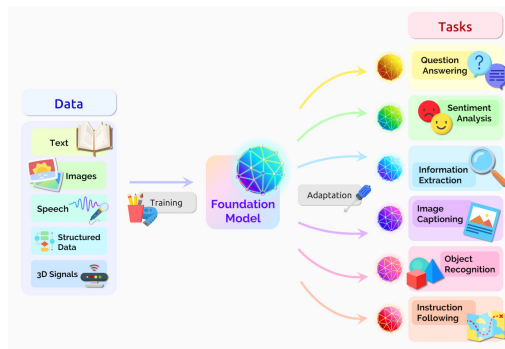 Tasks
Question
Answering
Data
Sentiment
Analysis
Text
Images
Information
Extraction
Speech
Training
Foundation
Model
Adaptation
Image
Captioning
Structured
Data
Object
Recognition
3D Signals
Instruction
Following